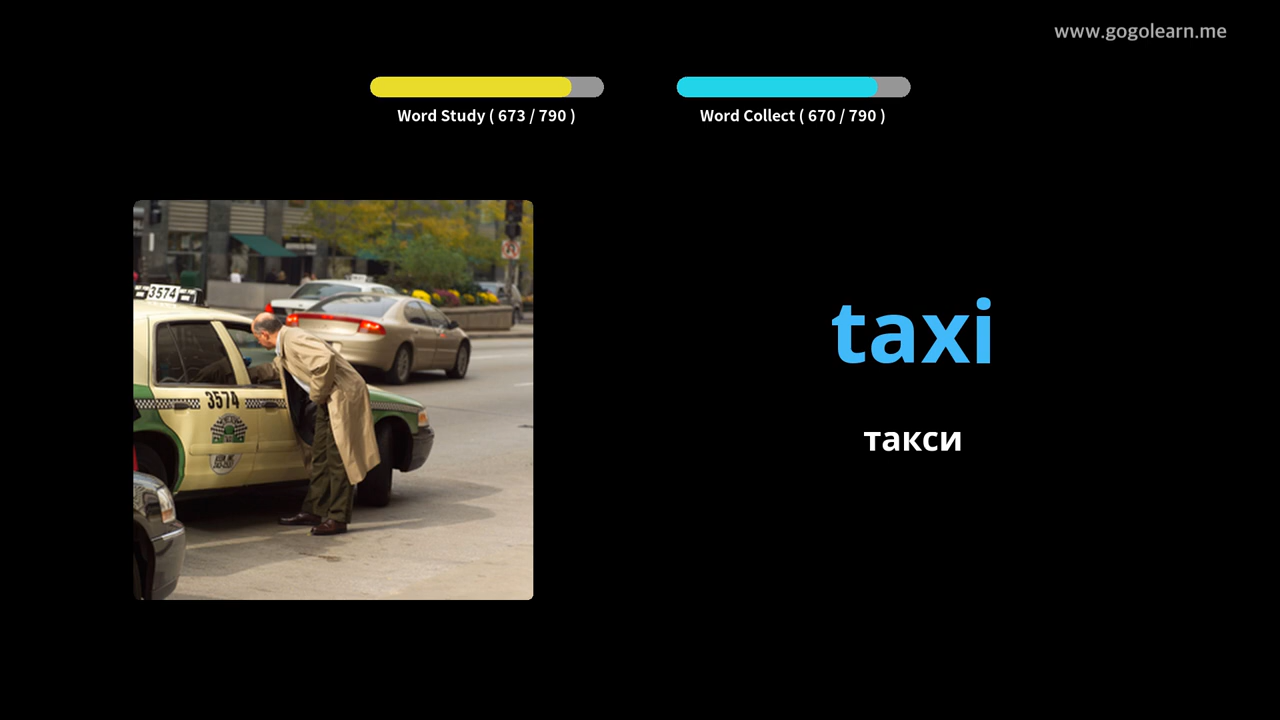 www.gogolearn.me
Word Study ( 673 / 790 )
Word Collect ( 670 / 790 )
3574
3574
taxi
такси